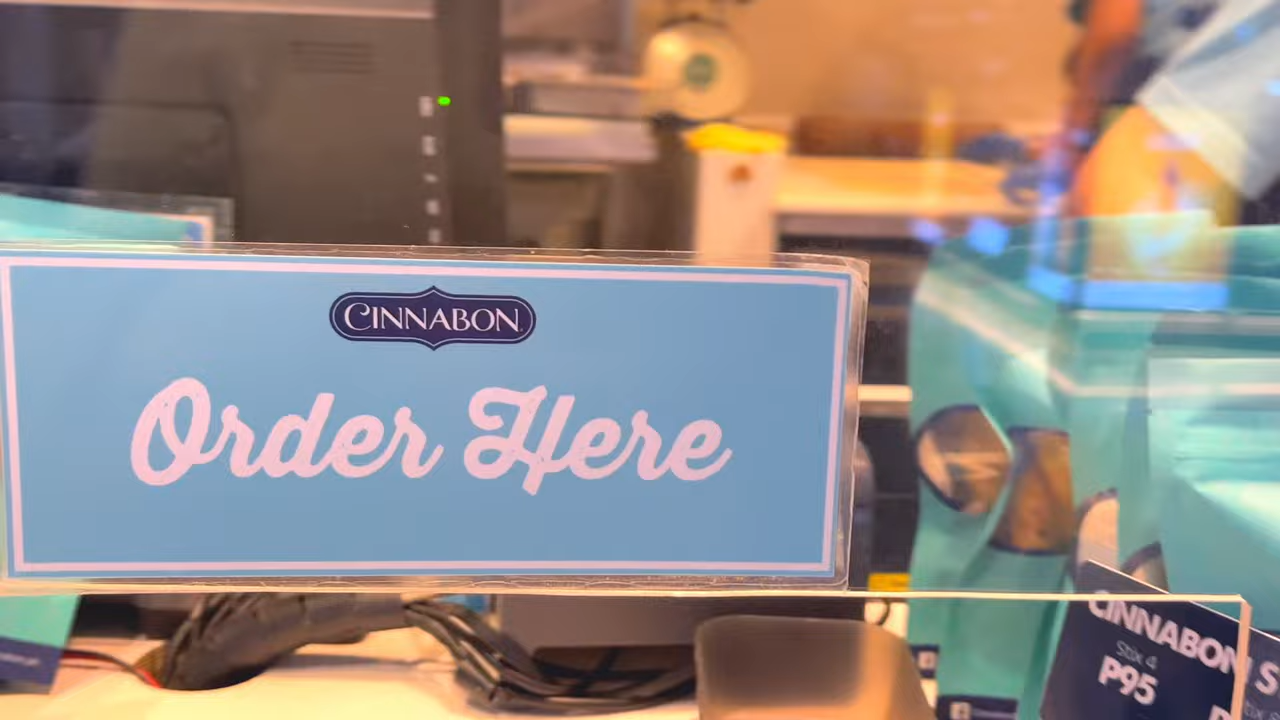 CINNABON
Order Here
CINNABON S
Stix 4
P95